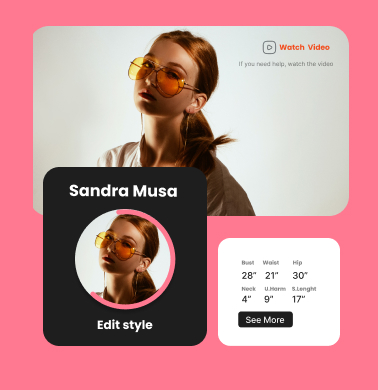 Watch Video
If you need help, watch the video
Sandra Musa
Edit style
Bust Waist Hip
28” 21” 30”
Neck U.Harm S.Lenght
4” 9” 17”
See More